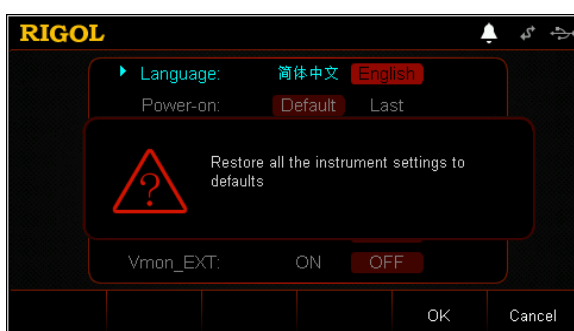 RIGOL
Language: 简体中文 English
Power-on: Default Last
Restore all the instrument settings to
defaults
?
Vmon_EXT: ON OFF
OK Cancel